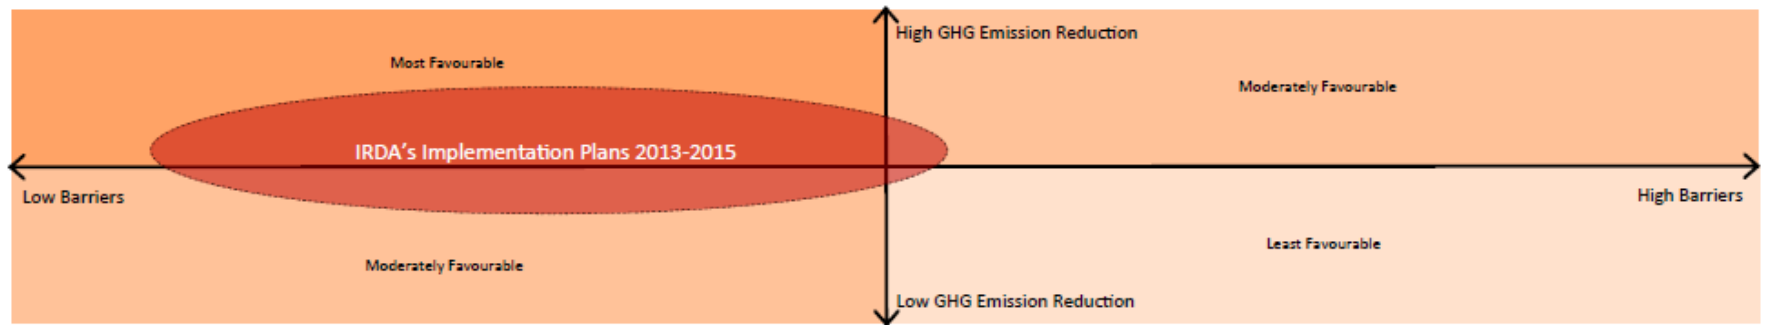 High GHG Emission Reduction
Most Favourable
Moderately Favourable
IRDA's Implementation Plans 2013-2015
Low Barriers
High Barriers
Least Favourable
Moderately Favourable
Low GHG Emission Reduction